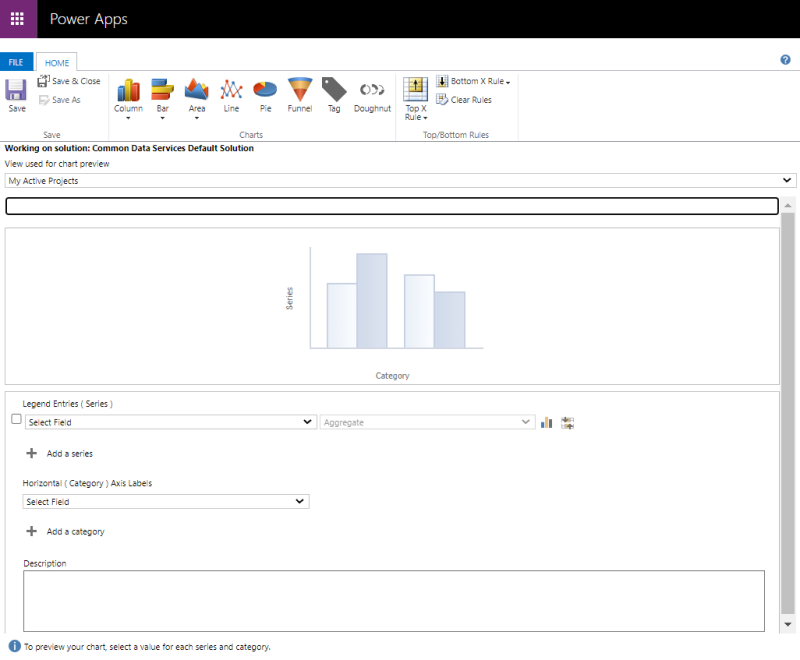 Power Apps
FILE
HOME
Save
Save & Close
Save As
Save
Column
Bar
Area
Line
Pie
Funnel
Tag
Doughnut
Charts
Top X
Rule
Bottom X Rule
Clear Rules
Top/Bottom Rules
Working on solution: Common Data Services Default Solution
View used for chart preview
My Active Projects
Series
Category
Legend Entries ( Series )
Select Field
Aggregate
Add a series
Horizontal ( Category ) Axis Labels
Select Field
Add a category
Description
To preview your chart, select a value for each series and category.